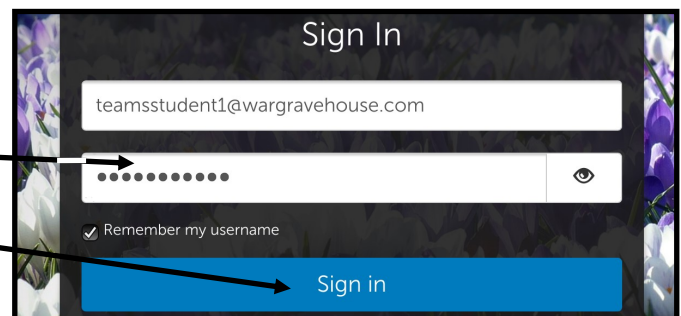 Sign In
teamsstudent1@wargravehouse.com
●●●●●●●●●●●
Remember my username
Sign in